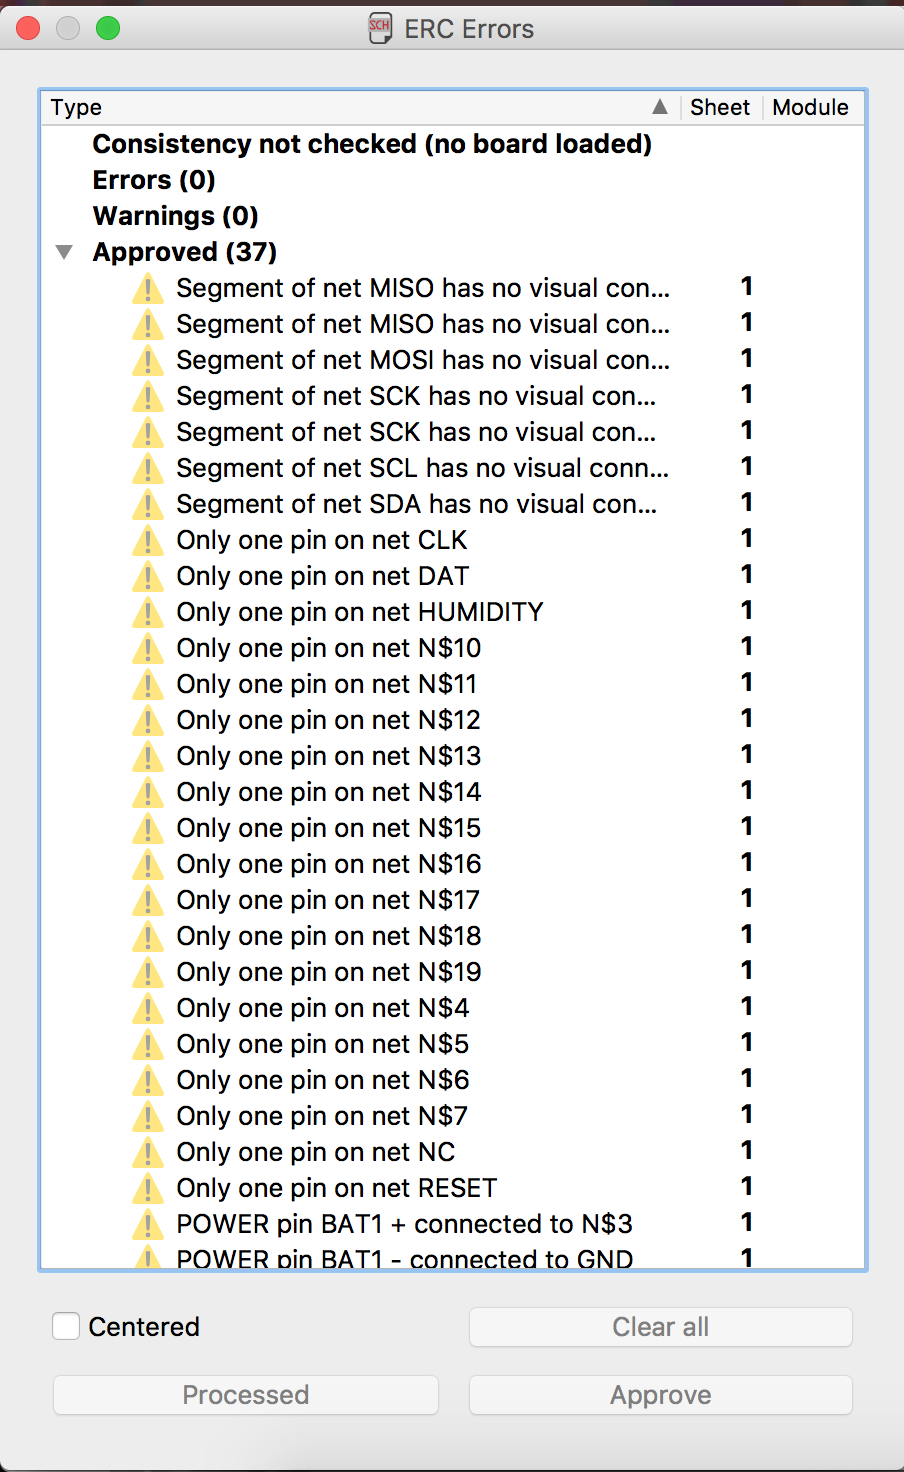 SCH ERC Errors
Type Sheet Module
Consistency not checked (no board loaded)
Errors (0)
Warnings (0)
Approved (37)
Segment of net MISO has no visual con... 1
Segment of net MISO has no visual con... 1
Segment of net MOSI has no visual con... 1
Segment of net SCK has no visual con... 1
Segment of net SCK has no visual con... 1
Segment of net SCL has no visual conn... 1
Segment of net SDA has no visual con... 1
Only one pin on net CLK 1
Only one pin on net DAT 1
Only one pin on net HUMIDITY 1
Only one pin on net N$10 1
Only one pin on net N$11 1
Only one pin on net N$12 1
Only one pin on net N$13 1
Only one pin on net N$14 1
Only one pin on net N$15 1
Only one pin on net N$16 1
Only one pin on net N$17 1
Only one pin on net N$18 1
Only one pin on net N$19 1
Only one pin on net N$4 1
Only one pin on net N$5 1
Only one pin on net N$6 1
Only one pin on net N$7 1
Only one pin on net NC 1
Only one pin on net RESET 1
POWER pin BAT1 + connected to N$3 1
POWER pin BAT1 - connected to GND 1
Centered Clear all
Processed Approve